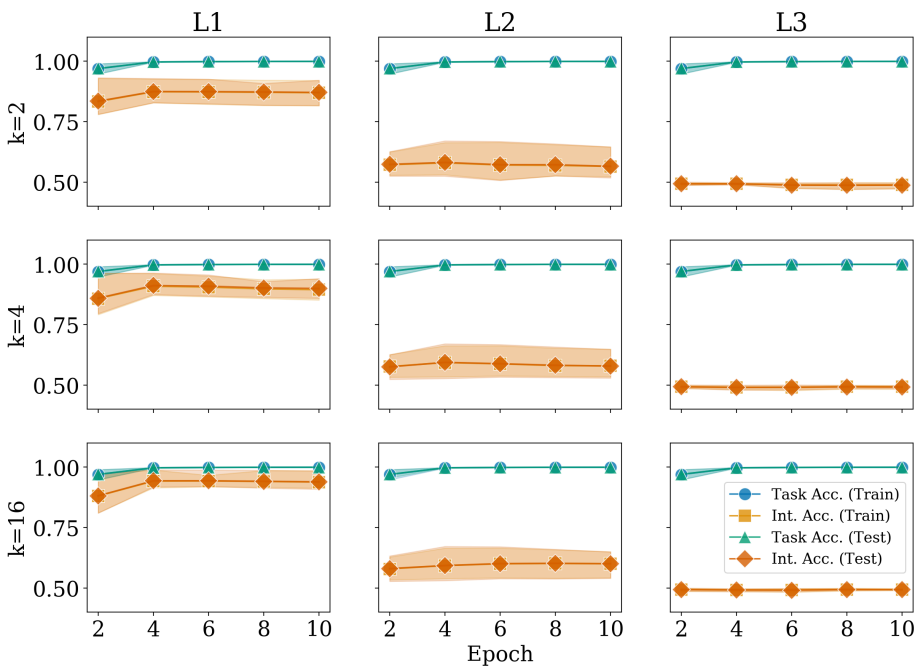 L1 L2 L3
1.00
0.75
0.50
k=2
1.00
0.75
0.50
k=4
1.00
0.75
0.50
k=16
Task Acc. (Train)
Int. Acc. (Train)
Task Acc. (Test)
Int. Acc. (Test)
2 4 6 8 10 2 4 6 8 10 2 4 6 8 10
Epoch